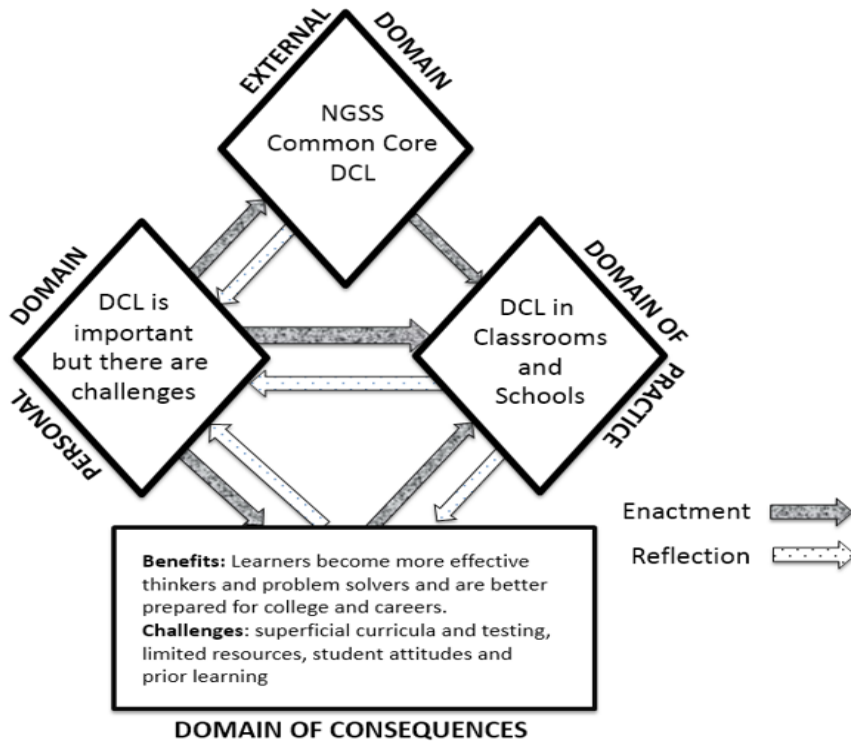 EXTERNAL
DOMAIN
NGSS
Common Core
DCL
DOMAIN
PERSONAL
DCL is
important
but there are
challenges
DOMAIN OF
PRACTICE
DCL in
Classrooms
and
Schools
Enactment
Reflection
Benefits: Learners become more effective
thinkers and problem solvers and are better
prepared for college and careers.
Challenges: superficial curricula and testing,
limited resources, student attitudes and
prior learning
DOMAIN OF CONSEQUENCES